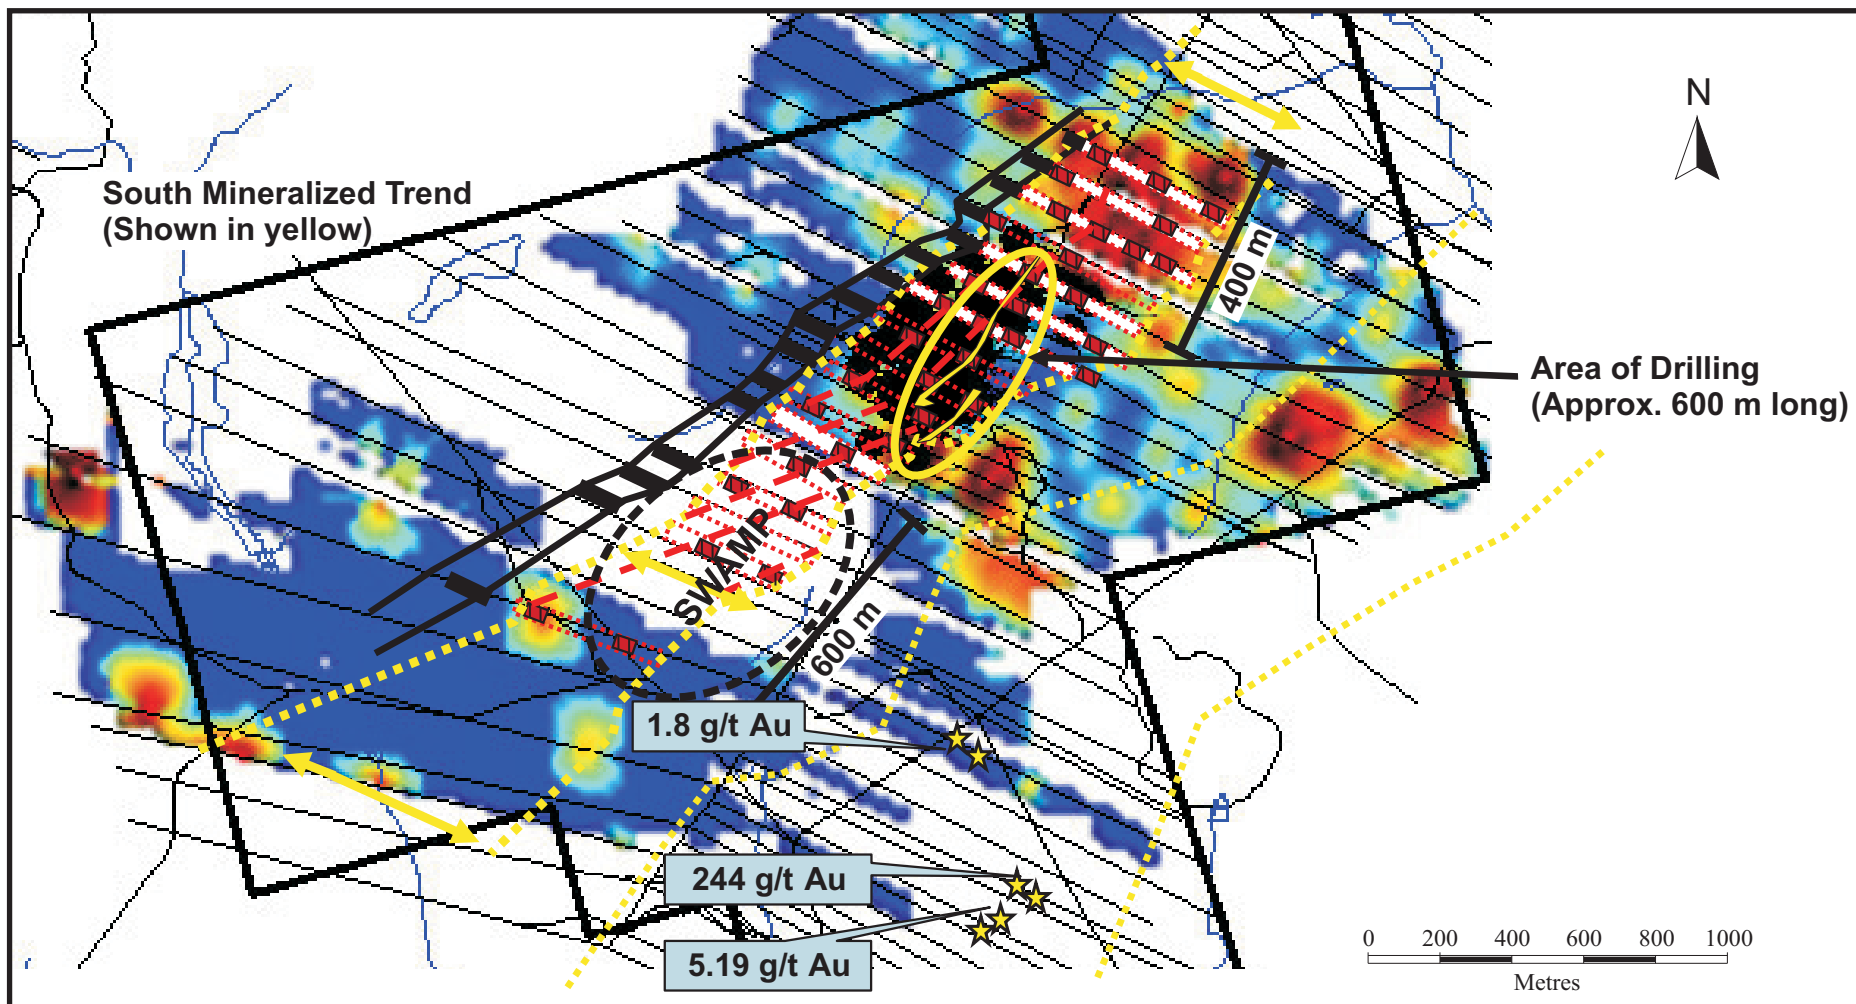 N
South Mineralized Trend
(Shown in yellow)
400 m
Area of Drilling
(Approx. 600 m long)
SWAMP
600 m
1.8 g/t Au
244 g/t Au
5.19 g/t Au
0 200 400 600 800 1000
Metres